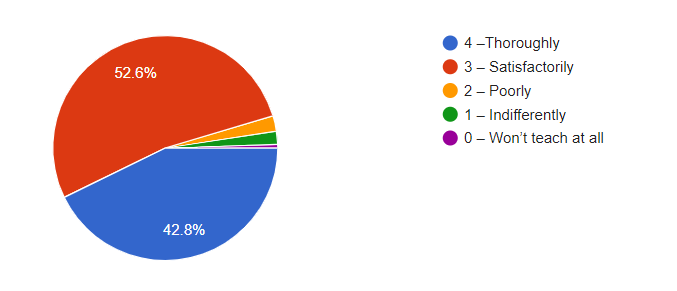 52.6%
42.8%
4 –Thoroughly
3 – Satisfactorily
2 – Poorly
1 – Indifferently
0 – Won’t teach at all